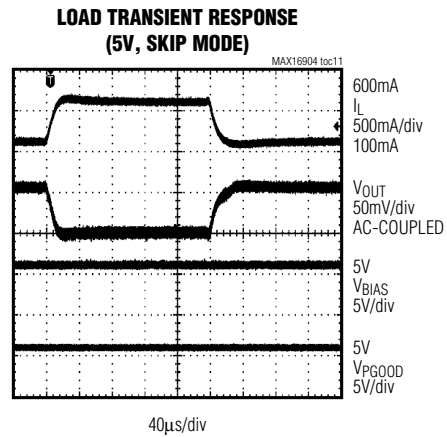 LOAD TRANSIENT RESPONSE
(5V, SKIP MODE)
MAX16904 toc11
T
600mA
IL
500mA/div
100mA
VOUT
50mV/div
AC-COUPLED
5V
VBIAS
5V/div
5V
VPGOOD
5V/div
40µs/div